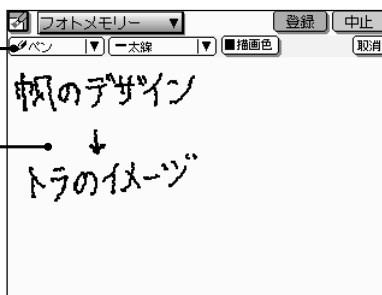 フォトメモリー ▼ 登録 中止
ペン ▼ ー太線 ▼ ■描画色 取消
帆のデザイン
↓
トラのイメージ